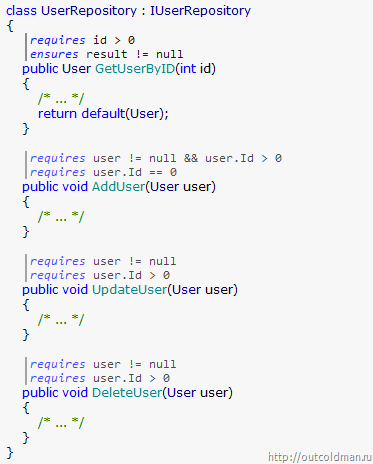 class UserRepository : IUserRepository
{
requires id > 0
ensures result != null
public User GetUserByID(int id)
{
/* ... */
return default(User);
}
requires user != null && user.Id > 0
requires user.Id == 0
public void AddUser(User user)
{
/* ... */
}
requires user != null
requires user.Id > 0
public void UpdateUser(User user)
{
/* ... */
}
requires user != null
requires user.Id > 0
public void DeleteUser(User user)
{
/* ... */
}
}
http://outcoldman.ru